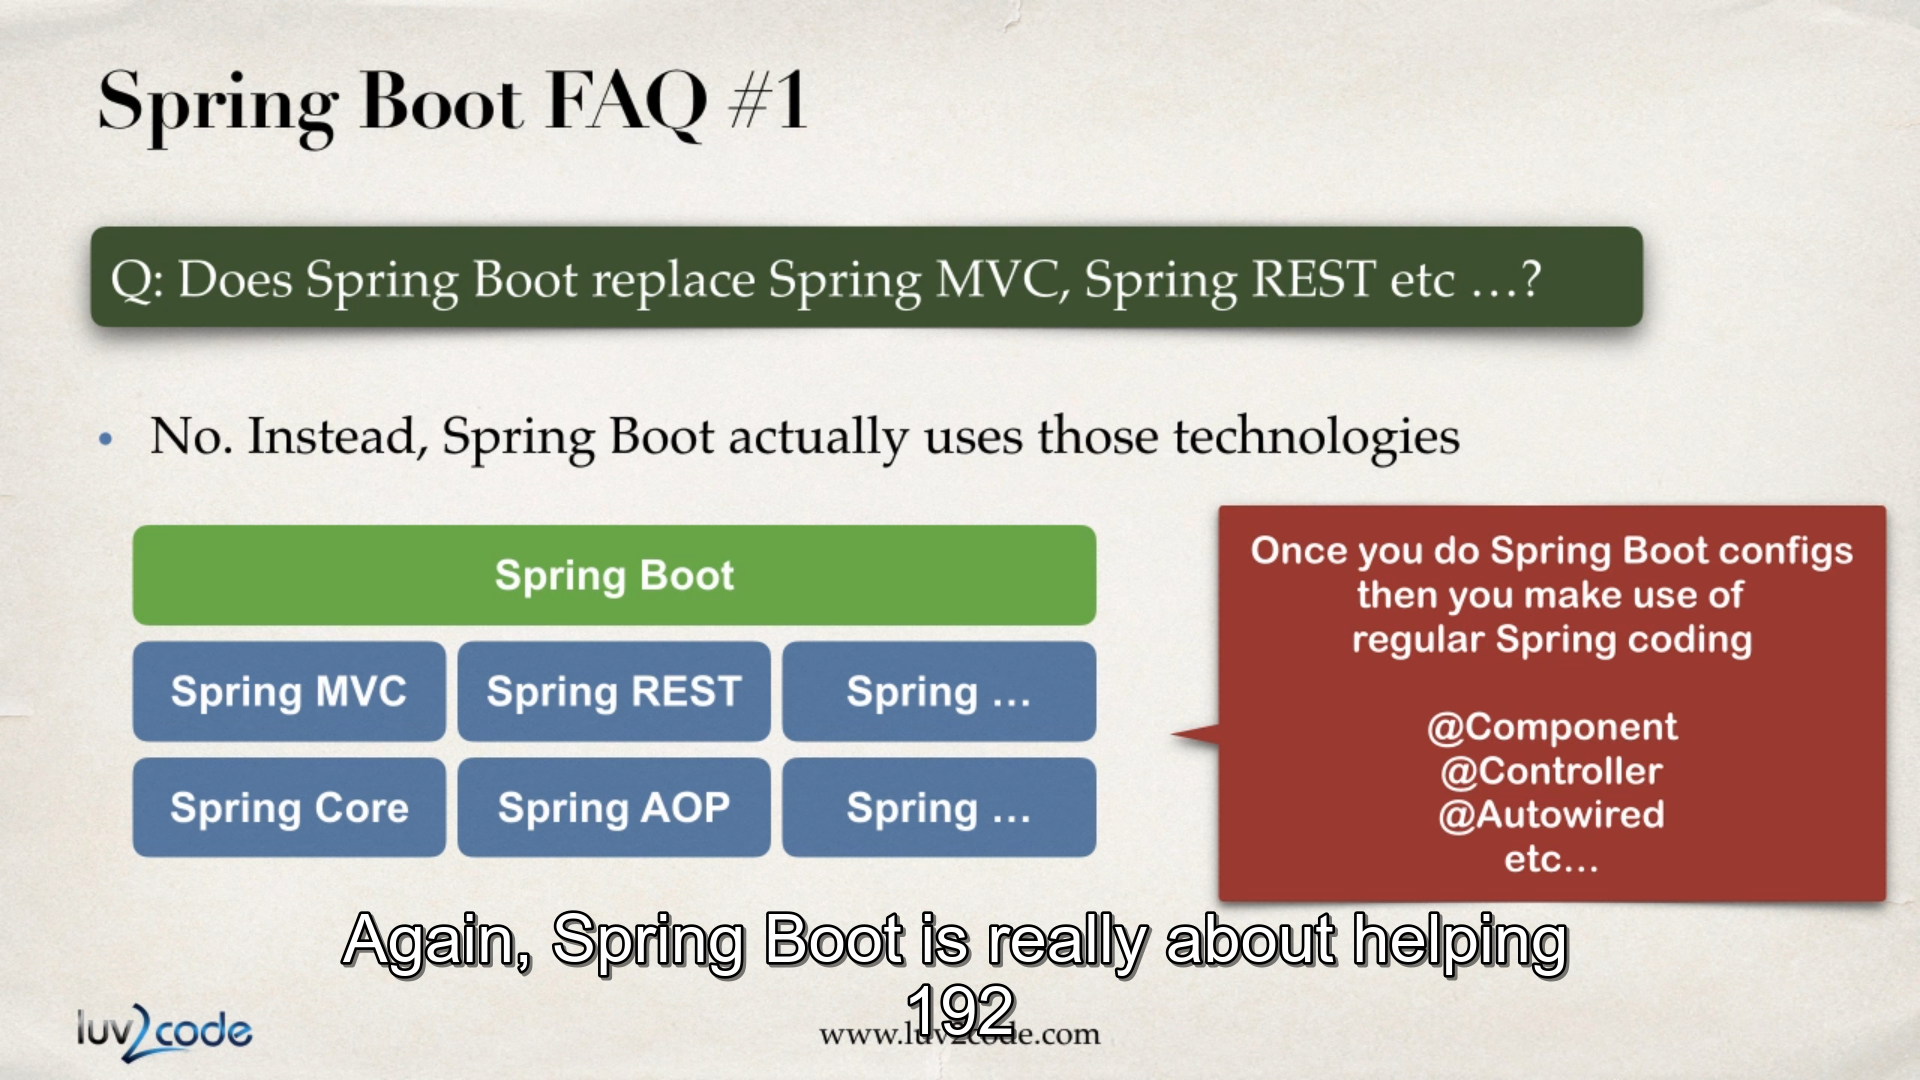 Spring Boot FAQ #1
Q: Does Spring Boot replace Spring MVC, Spring REST etc …?
• No. Instead, Spring Boot actually uses those technologies
Spring Boot
Spring MVC
Spring REST
Spring …
Spring Core
Spring AOP
Spring …
Once you do Spring Boot configs
then you make use of
regular Spring coding
@Component
@Controller
@Autowired
etc…
Again, Spring Boot is really about helping
192
luv2code
www.luv2code.com